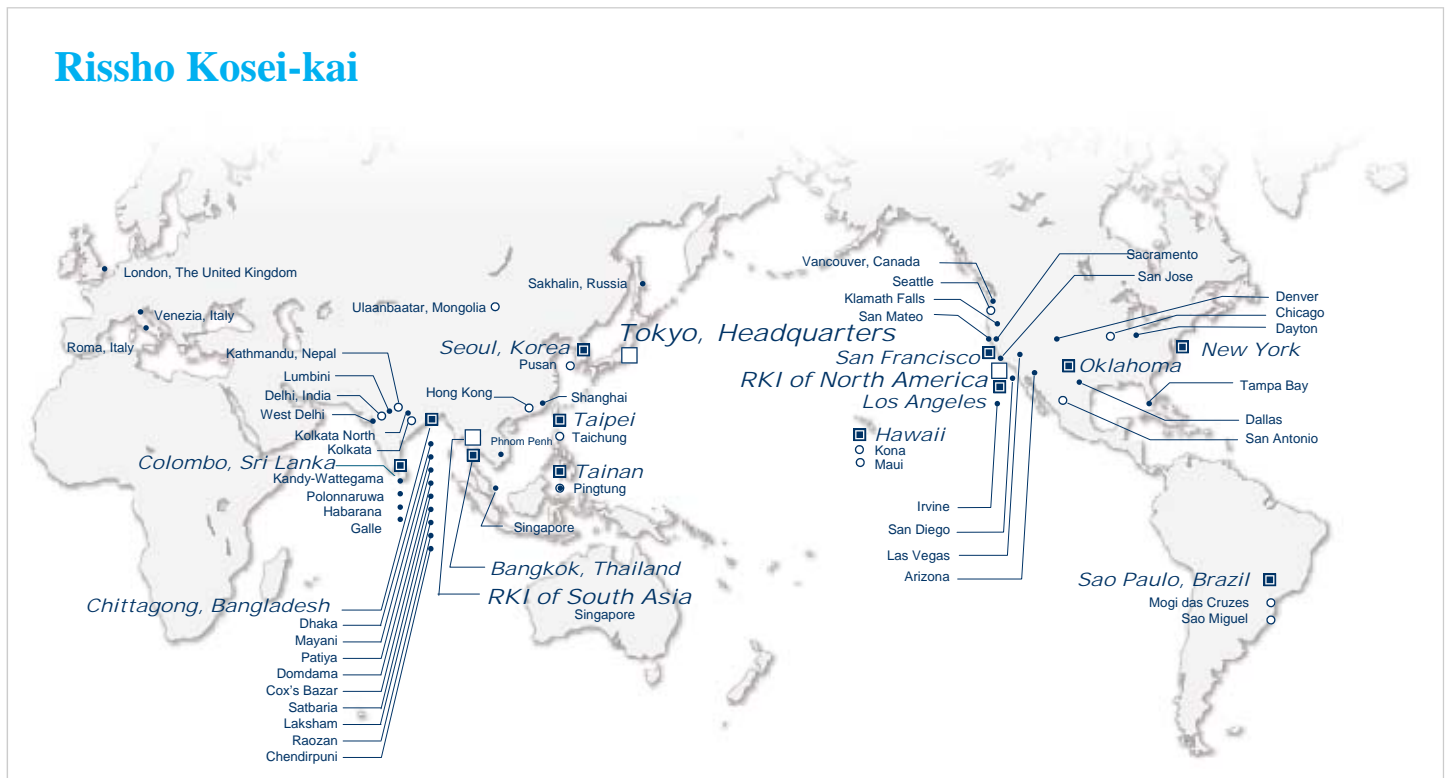 Rissho Kosei-kai
London, The United Kingdom
Venezia, Italy
Roma, Italy
Ulaanbaatar, Mongolia
Sakhalin, Russia
Tokyo, Headquarters
Seoul, Korea
Pusan
Kathmandu, Nepal
Lumbini
Delhi, India
West Delhi
Kolkata North
Kolkata
Hong Kong
Shanghai
Taipei
Taichung
Phnom Penh
Tainan
Pingtung
Colombo, Sri Lanka
Kandy-Wattegama
Polonnaruwa
Habarana
Galle
Singapore
Bangkok, Thailand
RKI of South Asia
Singapore
Chittagong, Bangladesh
Dhaka
Mayani
Patiya
Domdama
Cox's Bazar
Satbaria
Laksham
Raozan
Chendirpuni
Vancouver, Canada
Seattle
Klamath Falls
San Mateo
Sacramento
San Jose
San Francisco
RKI of North America
Los Angeles
Hawaii
Kona
Maui
Denver
Chicago
Dayton
New York
Oklahoma
Tampa Bay
Dallas
San Antonio
Irvine
San Diego
Las Vegas
Arizona
Sao Paulo, Brazil
Mogi das Cruzes
Sao Miguel